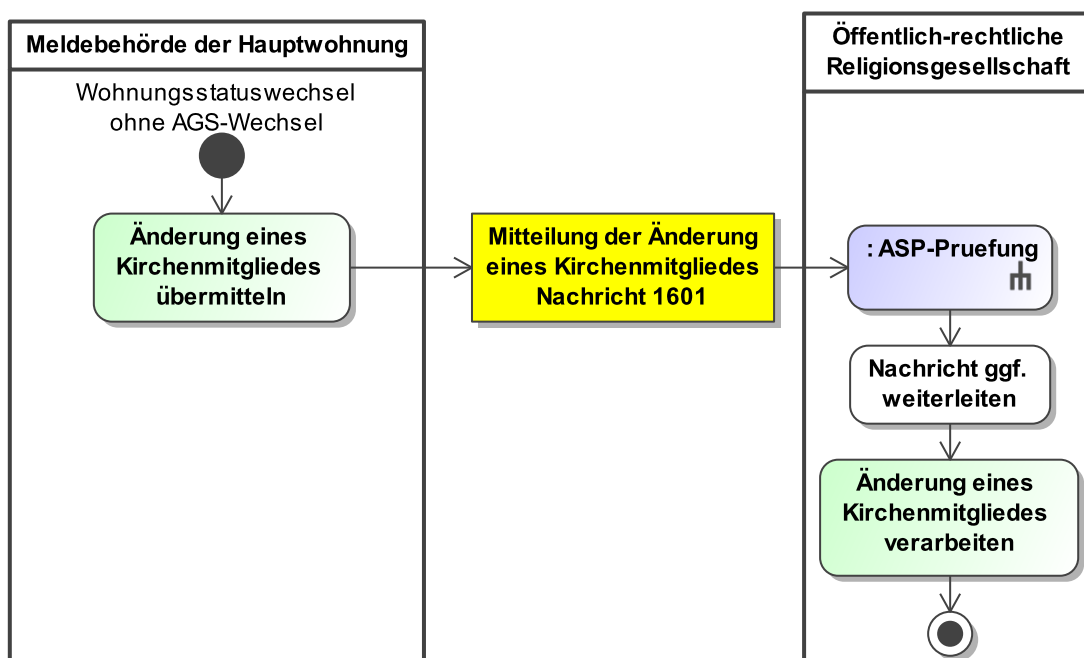 Meldebehörde der Hauptwohnung
Wohnungsstatuswechsel
ohne AGS-Wechsel
Änderung eines
Kirchenmitgliedes
übermitteln
Mitteilung der Änderung
eines Kirchenmitgliedes
Nachricht 1601
Öffentlich-rechtliche
Religionsgesellschaft
: ASP-Pruefung
Nachricht ggf.
weiterleiten
Änderung eines
Kirchenmitgliedes
verarbeiten